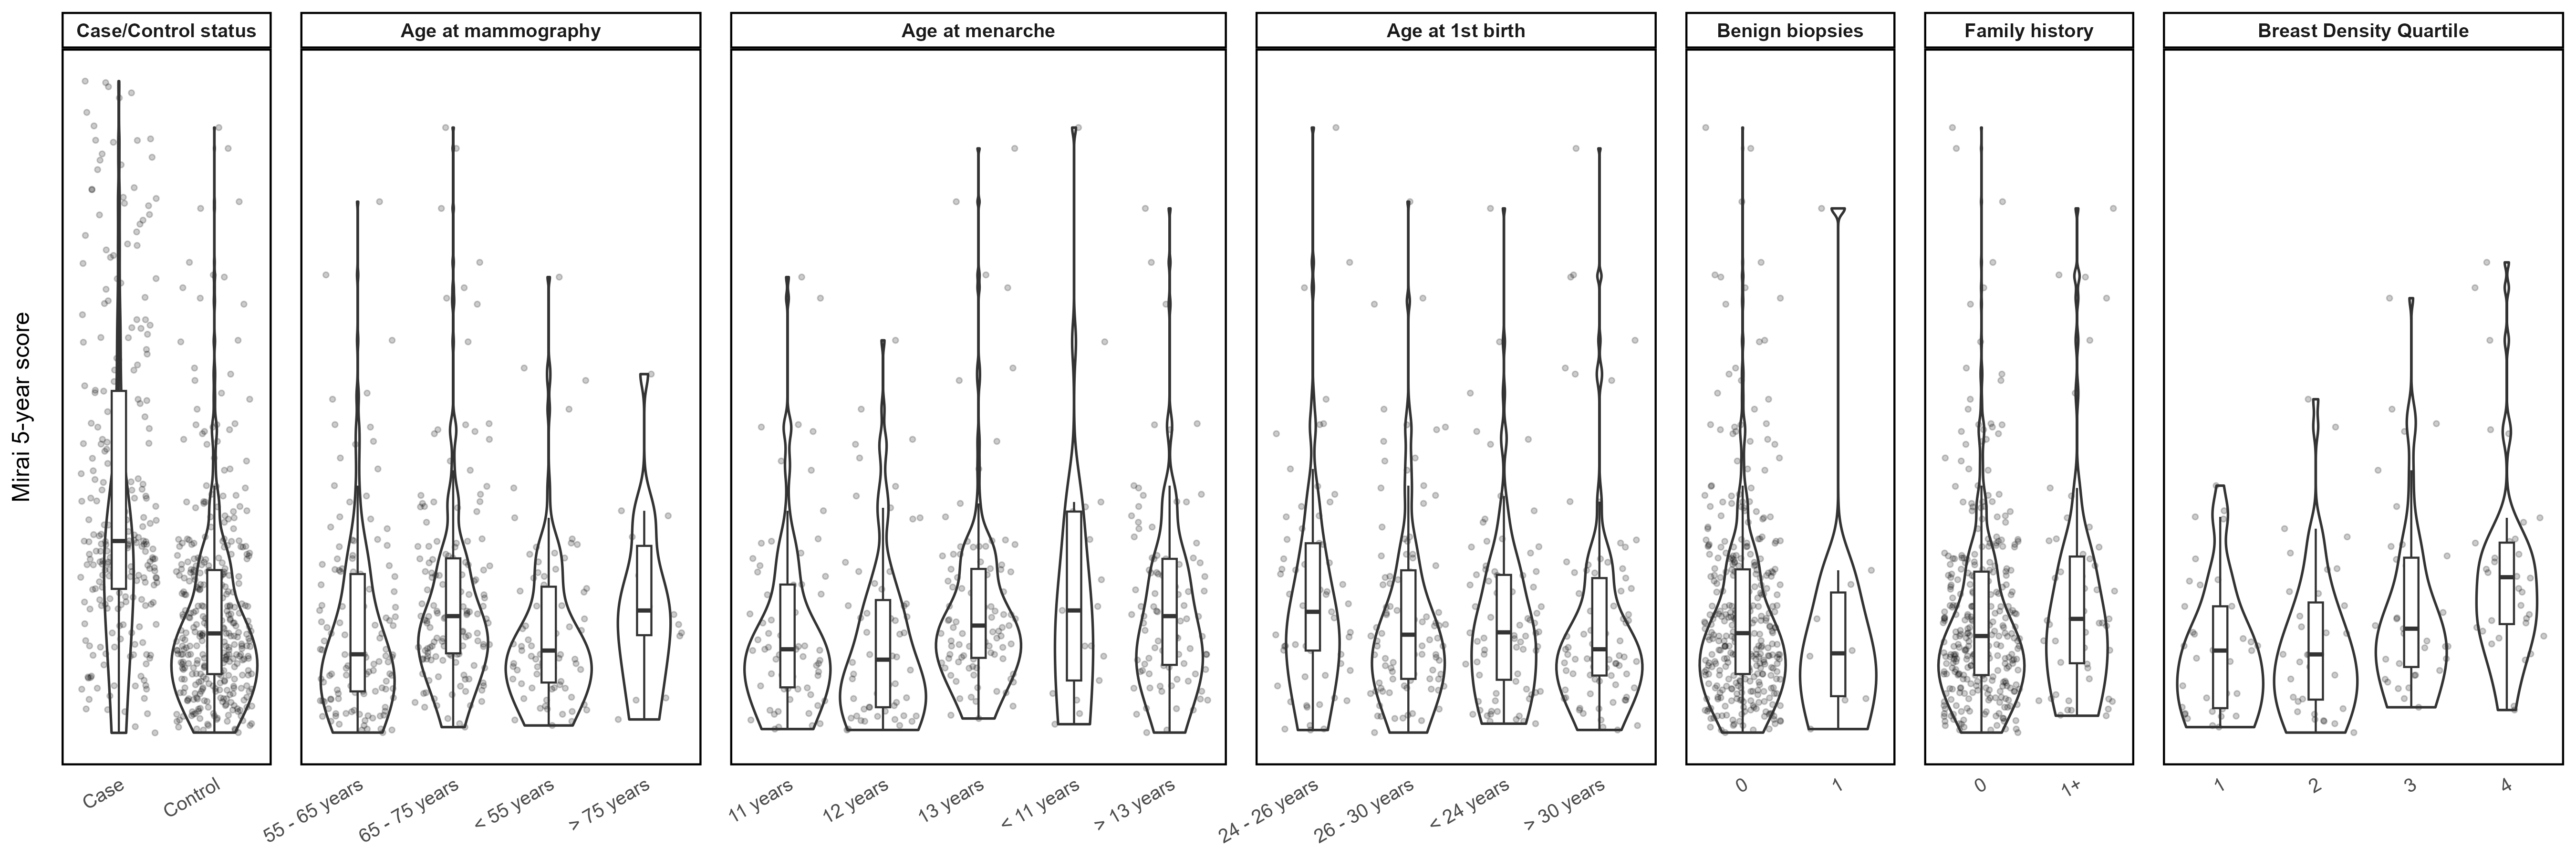 Case/Control status
Age at mammography
Age at menarche
Age at 1st birth
Benign biopsies
Family history
Breast Density Quartile
Mirai 5-year score
Case
Control
55 - 65 years
65 - 75 years
< 55 years
> 75 years
11 years
12 years
13 years
< 11 years
> 13 years
24 - 26 years
26 - 30 years
< 24 years
> 30 years
0
1
0
1+
1
2
3
4